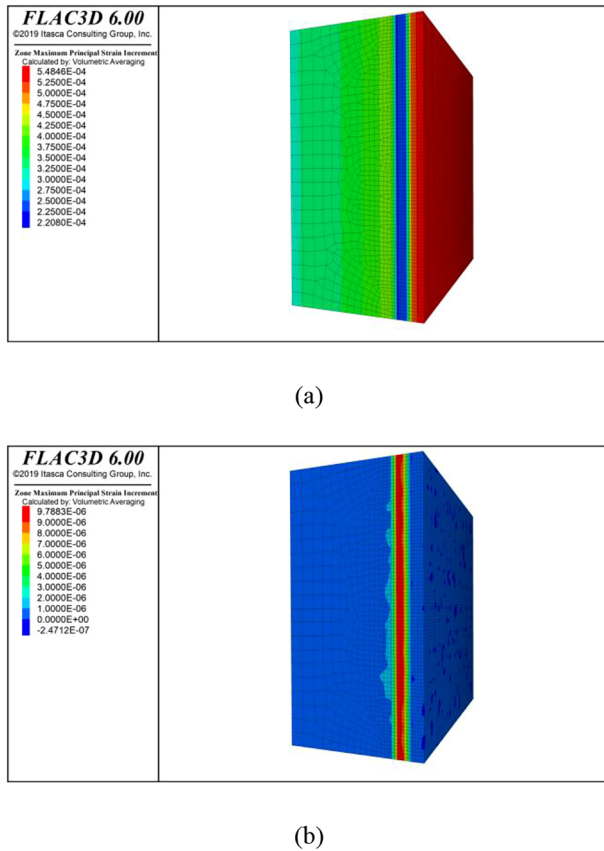 FLAC3D 6.00
©2019 Itasca Consulting Group, Inc.
Zone Maximum Principal Strain Increment
Calculated by: Volumetric Averaging
5.4846E-04
5.2500E-04
5.0000E-04
4.7500E-04
4.5000E-04
4.2500E-04
4.0000E-04
3.7500E-04
3.5000E-04
3.2500E-04
3.0000E-04
2.7500E-04
2.5000E-04
2.2500E-04
2.2080E-04
(a)
FLAC3D 6.00
©2019 Itasca Consulting Group, Inc.
Zone Maximum Principal Strain Increment
Calculated by: Volumetric Averaging
9.7883E-06
9.0000E-06
8.0000E-06
7.0000E-06
6.0000E-06
5.0000E-06
4.0000E-06
3.0000E-06
2.0000E-06
1.0000E-06
0.0000E+00
-2.4712E-07
(b)